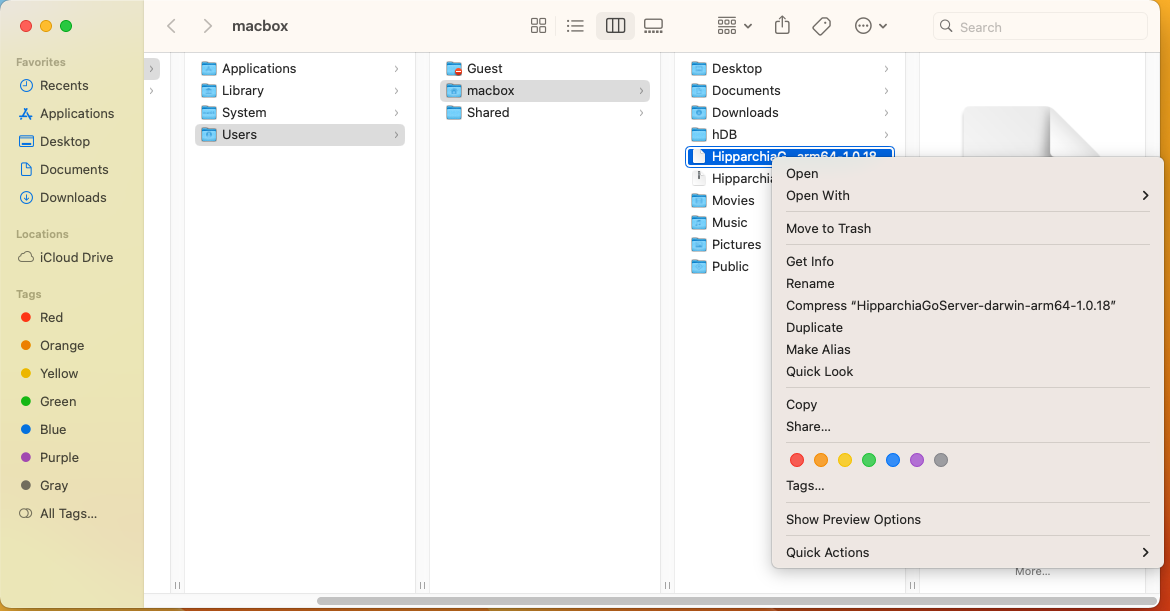 macbox
Search
Favorites
Recents
Applications
Desktop
Documents
Downloads
Locations
iCloud Drive
Tags
Red
Orange
Yellow
Green
Blue
Purple
Gray
All Tags...
Applications
Library
System
Users
Guest
macbox
Shared
Desktop
Documents
Downloads
hDB
HipparchiaG...arm64-1.0.18
Hipparchia
Movies
Music
Pictures
Public
Open
Open With
Move to Trash
Get Info
Rename
Compress “HipparchiaGoServer-darwin-arm64-1.0.18”
Duplicate
Make Alias
Quick Look
Copy
Share...
Tags...
Show Preview Options
Quick Actions
More...